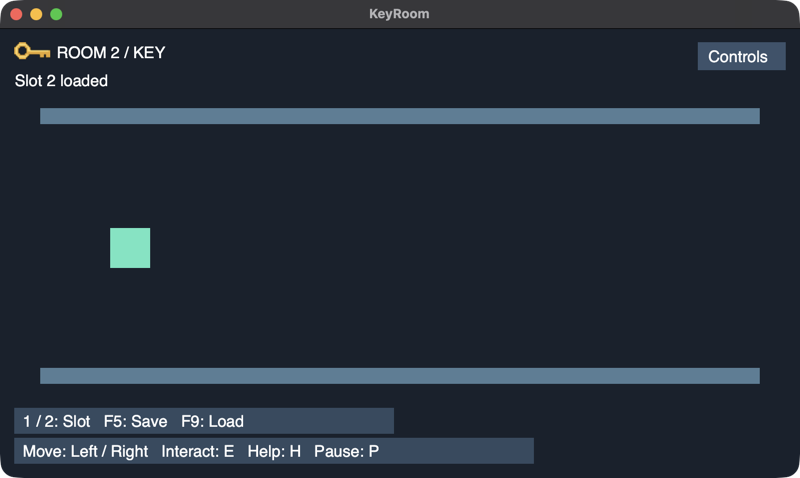 KeyRoom
ROOM 2 / KEY
Controls
Slot 2 loaded
1 / 2: Slot   F5: Save   F9: Load
Move: Left / Right   Interact: E   Help: H   Pause: P